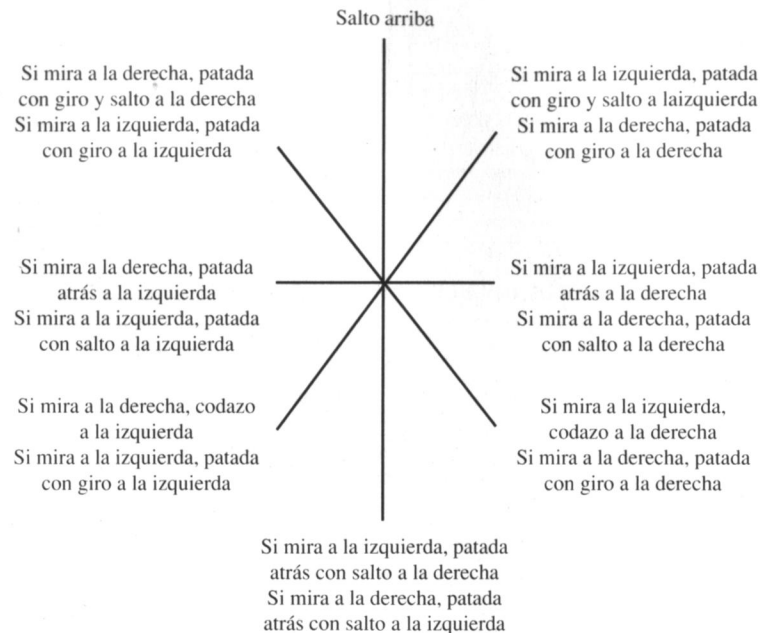 Salto arriba
Si mira a la derecha, patada
con giro y salto a la derecha
Si mira a la izquierda, patada
con giro a la izquierda
Si mira a la izquierda, patada
con giro y salto a laizquierda
Si mira a la derecha, patada
con giro a la derecha
Si mira a la derecha, patada
atrás a la izquierda
Si mira a la izquierda, patada
con salto a la izquierda
Si mira a la izquierda, patada
atrás a la derecha
Si mira a la derecha, patada
con salto a la derecha
Si mira a la derecha, codazo
a la izquierda
Si mira a la izquierda, patada
con giro a la izquierda
Si mira a la izquierda,
codazo a la derecha
Si mira a la derecha, patada
con giro a la derecha
Si mira a la izquierda, patada
atrás con salto a la derecha
Si mira a la derecha, patada
atrás con salto a la izquierda